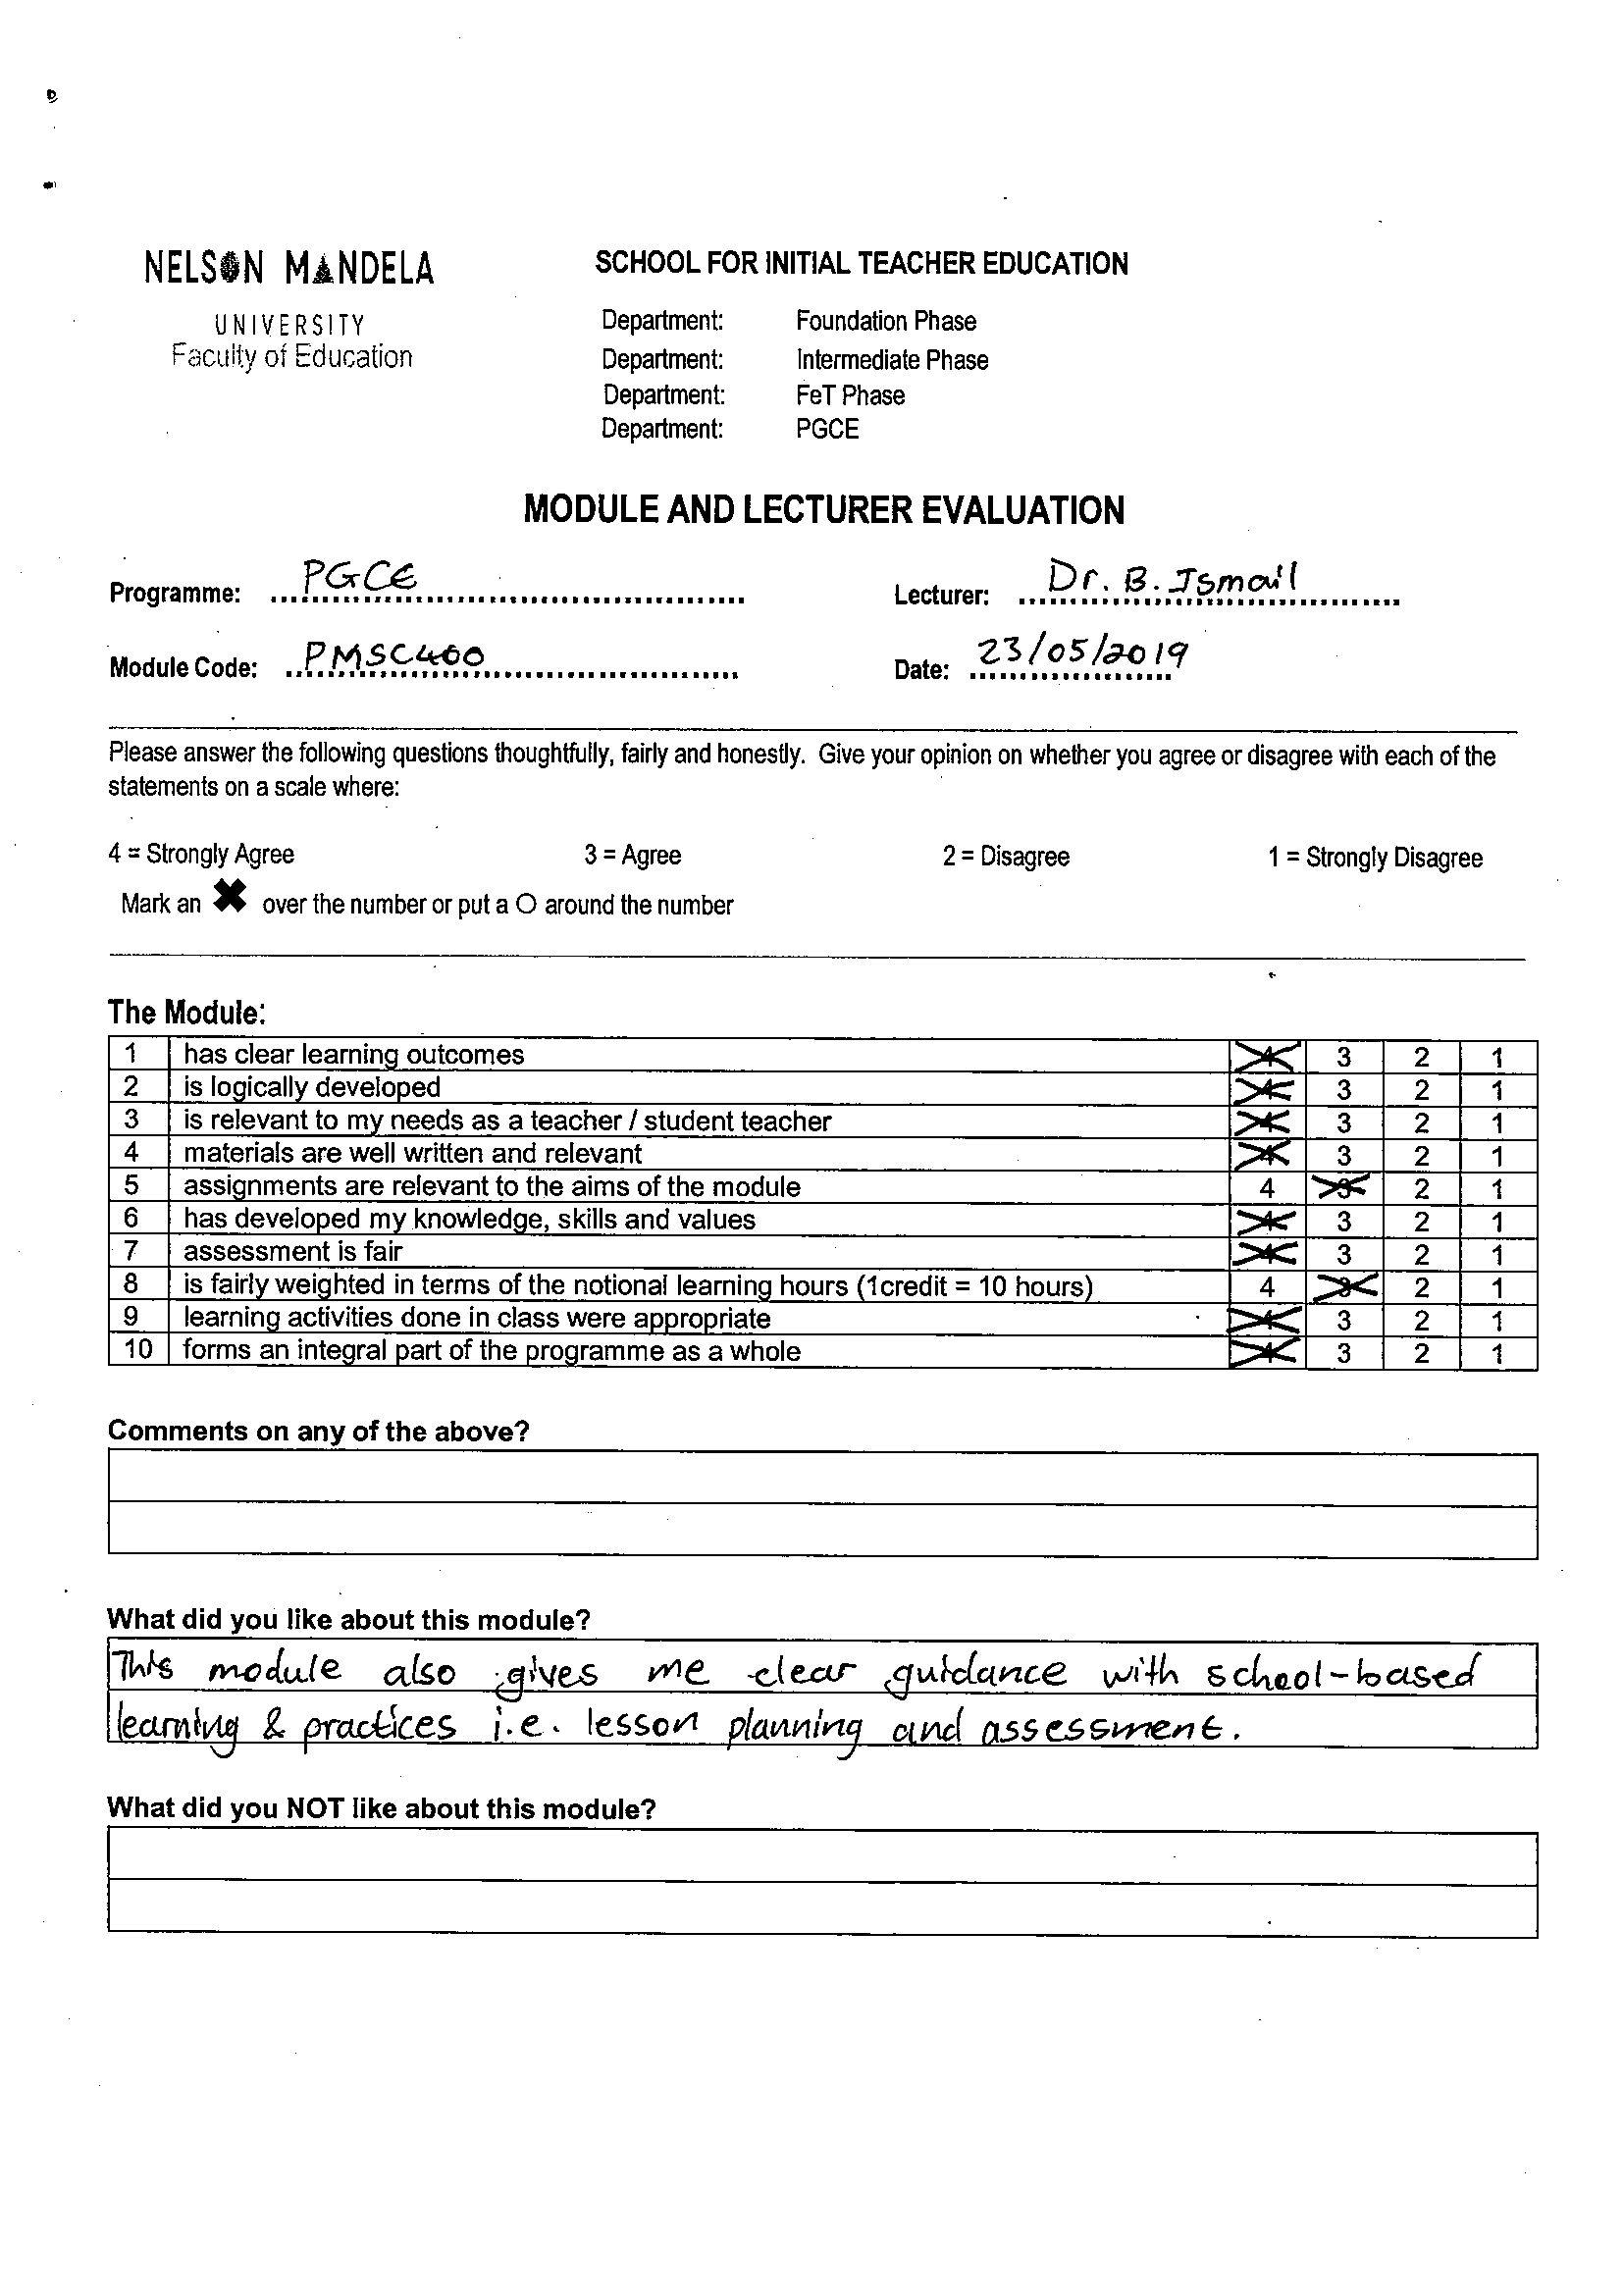 NELSON MANDELA
UNIVERSITY
Faculty of Education
SCHOOL FOR INITIAL TEACHER EDUCATION
Department: Foundation Phase
Department: Intermediate Phase
Department: FeT Phase
Department: PGCE
MODULE AND LECTURER EVALUATION
Programme: PGCE Lecturer: Dr. B. Ismail
Module Code: PMSC400 Date: 23/05/2019
Please answer the following questions thoughtfully, fairly and honestly. Give your opinion on whether you agree or disagree with each of the
statements on a scale where:
4 = Strongly Agree 3 = Agree 2 = Disagree 1 = Strongly Disagree
Mark an ✖ over the number or put a O around the number
The Module:
1 has clear learning outcomes 4 3 2 1
2 is logically developed 4 3 2 1
3 is relevant to my needs as a teacher / student teacher 4 3 2 1
4 materials are well written and relevant 4 3 2 1
5 assignments are relevant to the aims of the module 4 3 2 1
6 has developed my knowledge, skills and values 4 3 2 1
7 assessment is fair 4 3 2 1
8 is fairly weighted in terms of the notional learning hours (1credit = 10 hours) 4 3 2 1
9 learning activities done in class were appropriate 4 3 2 1
10 forms an integral part of the programme as a whole 4 3 2 1
Comments on any of the above?
What did you like about this module?
This module also gives me clear guidance with school-based
learning & practices i.e. lesson planning and assessment.
What did you NOT like about this module?